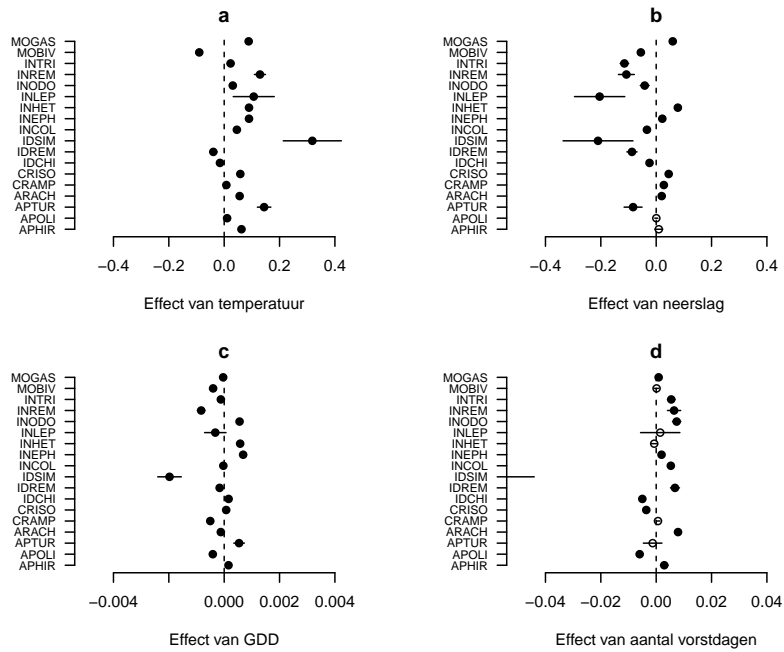 a
MOGAS
MOBIV
INTRI
INREM
INODO
INLEP
INHET
INEPH
INCOL
IDSIM
IDREM
IDCHI
CRISO
CRAMP
ARACH
APTUR
APOLI
APHIR
−0.4 −0.2 0.0 0.2 0.4
Effect van temperatuur
b
MOGAS
MOBIV
INTRI
INREM
INODO
INLEP
INHET
INEPH
INCOL
IDSIM
IDREM
IDCHI
CRISO
CRAMP
ARACH
APTUR
APOLI
APHIR
−0.4 −0.2 0.0 0.2 0.4
Effect van neerslag
c
MOGAS
MOBIV
INTRI
INREM
INODO
INLEP
INHET
INEPH
INCOL
IDSIM
IDREM
IDCHI
CRISO
CRAMP
ARACH
APTUR
APOLI
APHIR
−0.004 0.000 0.002 0.004
Effect van GDD
d
MOGAS
MOBIV
INTRI
INREM
INODO
INLEP
INHET
INEPH
INCOL
IDSIM
IDREM
IDCHI
CRISO
CRAMP
ARACH
APTUR
APOLI
APHIR
−0.04 −0.02 0.00 0.02 0.04
Effect van aantal vorstdagen